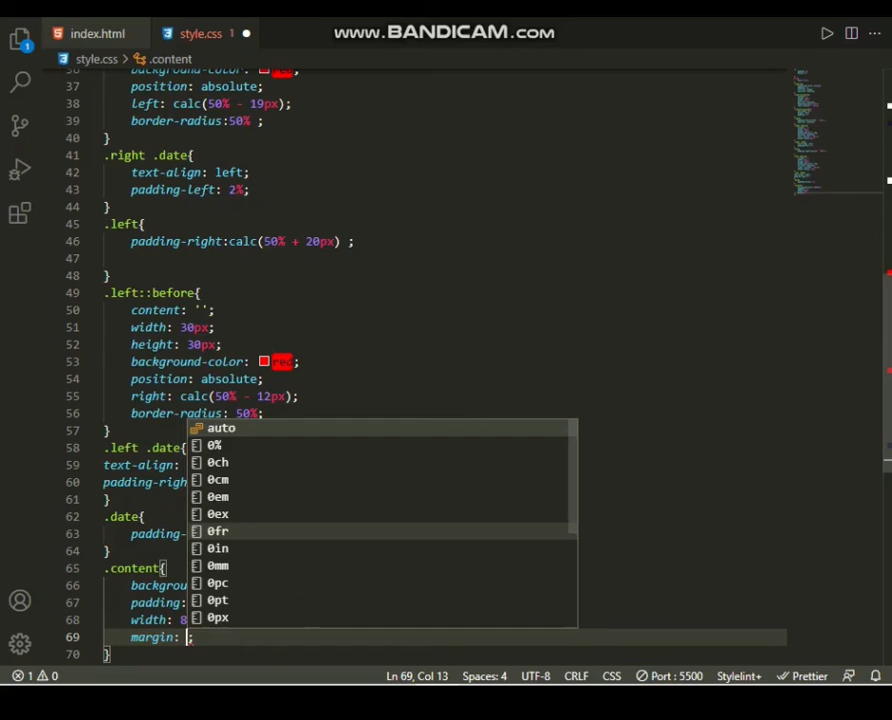 index.html
style.css 1
www.BANDICAM.com
style.css > .content
37 position: absolute;
38 left: calc(50% - 19px);
39 border-radius:50% ;
40 }
41 .right .date{
42 text-align: left;
43 padding-left: 2%;
44 }
45 .left{
46 padding-right:calc(50% + 20px) ;
47
48 }
49 .left::before{
50 content: '';
51 width: 30px;
52 height: 30px;
53 background-color: red;
54 position: absolute;
55 right: calc(50% - 12px);
56 border-radius: 50%;
57 }
58 .left .date{
59 text-align:
60 padding-righ
61 }
62 .date{
63 padding-
64 }
65 .content{
66 backgrou
67 padding:
68 width: 8
69 margin: ;
70 }
auto
0%
0ch
0cm
0em
0ex
0fr
0in
0mm
0pc
0pt
0px
1 0 Ln 69, Col 13 Spaces: 4 UTF-8 CRLF CSS Port : 5500 Stylelint+ Prettier